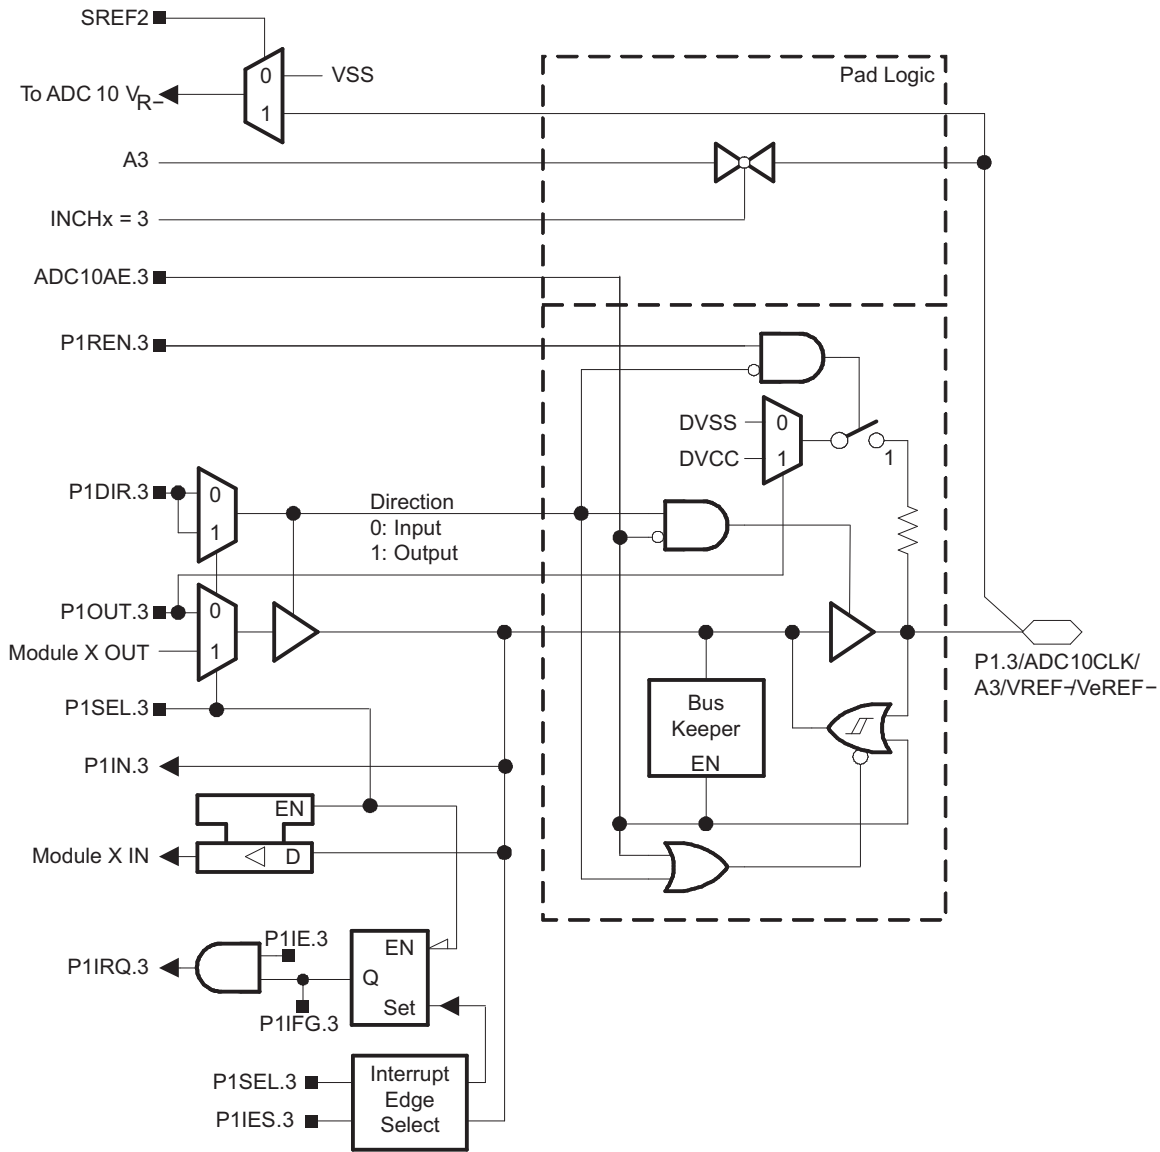 SREF2
0
VSS
Pad Logic
To ADC 10 VR−
1
A3
INCHx = 3
ADC10AE.3
P1REN.3
DVSS
0
DVCC
1
1
P1DIR.3
0
1
Direction
0: Input
1: Output
P1OUT.3
0
Module X OUT
1
P1.3/ADC10CLK/
A3/VREF−/VeREF−
P1SEL.3
Bus
Keeper
EN
P1IN.3
EN
Module X IN
D
P1IE.3
EN
P1IRQ.3
Q
Set
P1IFG.3
Interrupt
Edge
Select
P1SEL.3
P1IES.3